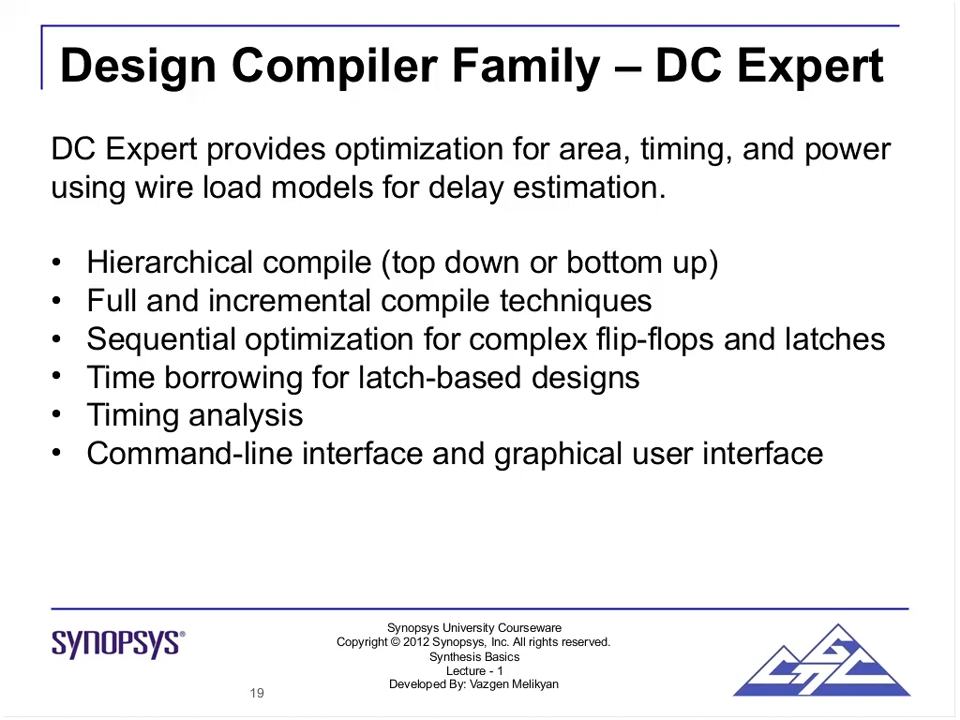 Design Compiler Family – DC Expert
DC Expert provides optimization for area, timing, and power
using wire load models for delay estimation.
• Hierarchical compile (top down or bottom up)
• Full and incremental compile techniques
• Sequential optimization for complex flip-flops and latches
• Time borrowing for latch-based designs
• Timing analysis
• Command-line interface and graphical user interface
SYNOPSYS®
Synopsys University Courseware
Copyright © 2012 Synopsys, Inc. All rights reserved.
Synthesis Basics
Lecture - 1
Developed By: Vazgen Melikyan
19